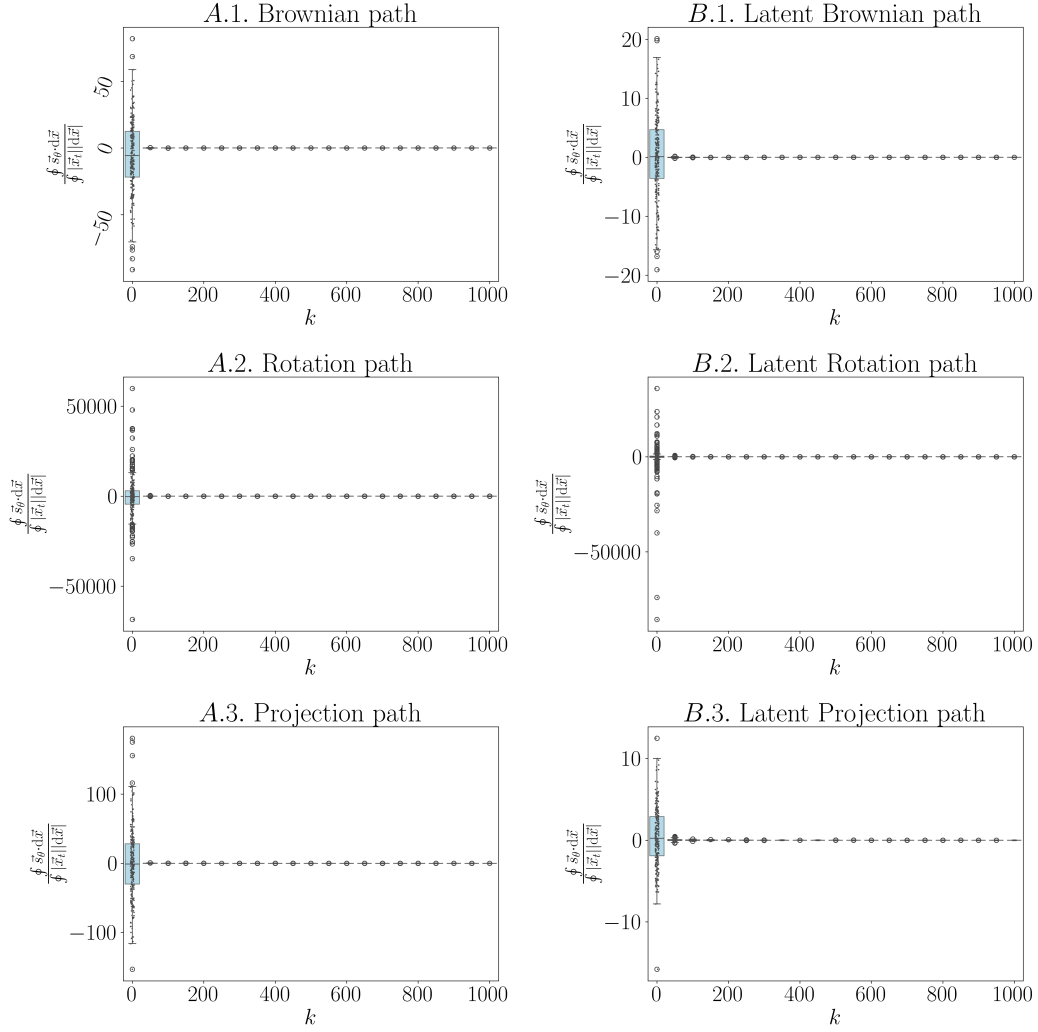 A.1. Brownian path
50
0
−50
∮ s⃗_θ·dx⃗
∮ |x⃗_t||dx⃗|
0 200 400 600 800 1000
k
B.1. Latent Brownian path
20
10
0
−10
−20
∮ s⃗_θ·dx⃗
∮ |x⃗_t||dx⃗|
0 200 400 600 800 1000
k
A.2. Rotation path
50000
0
−50000
∮ s⃗_θ·dx⃗
∮ |x⃗_t||dx⃗|
0 200 400 600 800 1000
k
B.2. Latent Rotation path
0
−50000
∮ s⃗_θ·dx⃗
∮ |x⃗_t||dx⃗|
0 200 400 600 800 1000
k
A.3. Projection path
100
0
−100
∮ s⃗_θ·dx⃗
∮ |x⃗_t||dx⃗|
0 200 400 600 800 1000
k
B.3. Latent Projection path
10
0
−10
∮ s⃗_θ·dx⃗
∮ |x⃗_t||dx⃗|
0 200 400 600 800 1000
k